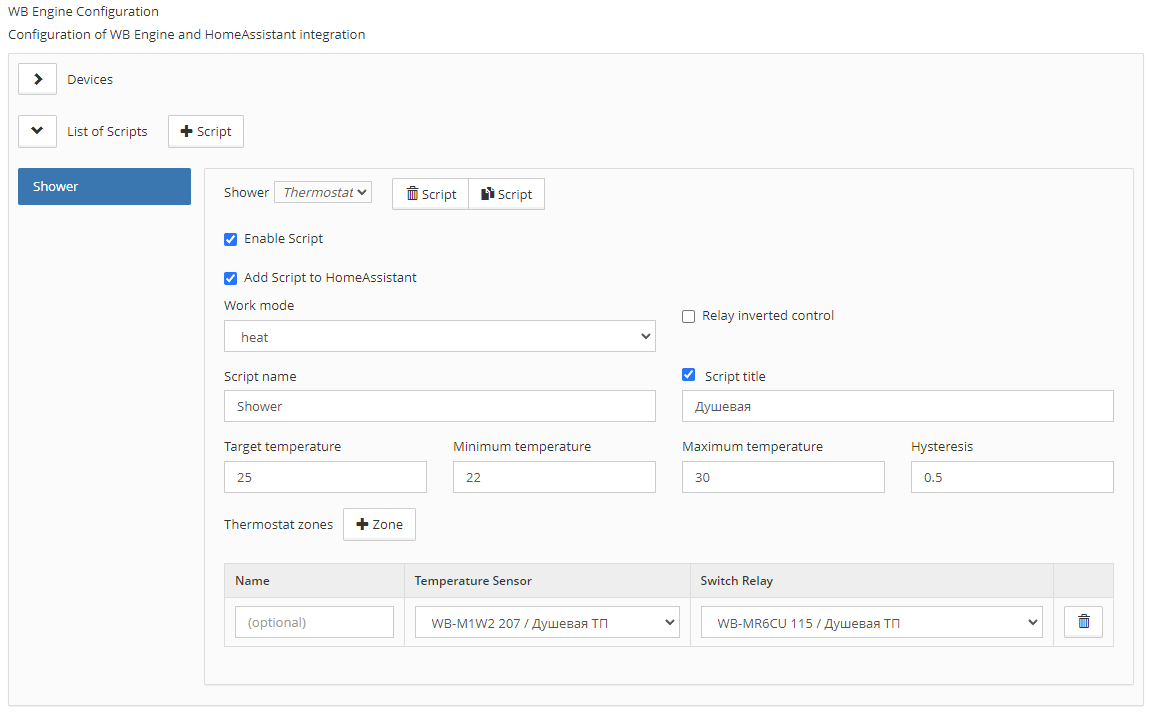 WB Engine Configuration
Configuration of WB Engine and HomeAssistant integration
Devices
List of Scripts Script
Shower
Shower Thermostat Script Script
Enable Script
Add Script to HomeAssistant
Work mode
Relay inverted control
heat
Script name Script title
Shower Душевая
Target temperature Minimum temperature Maximum temperature Hysteresis
25 22 30 0.5
Thermostat zones Zone
Name Temperature Sensor Switch Relay
(optional) WB-M1W2 207 / Душевая ТП WB-MR6CU 115 / Душевая ТП